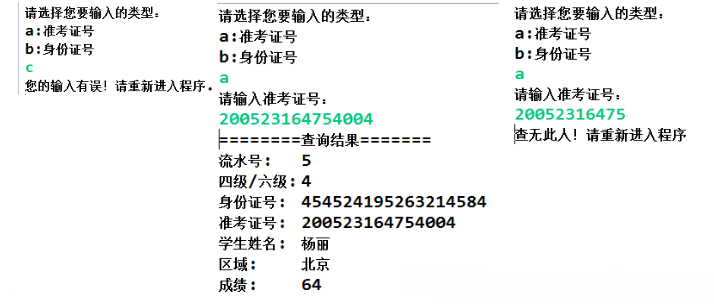 请选择您要输入的类型：
a:准考证号
b:身份证号
c
您的输入有误！请重新进入程序.
请选择您要输入的类型：
a:准考证号
b:身份证号
a
请输入准考证号：
200523164754004
========查询结果=======
流水号： 5
四级/六级：4
身份证号： 454524195263214584
准考证号： 200523164754004
学生姓名： 杨丽
区域： 北京
成绩： 64
请选择您要输入的类型：
a:准考证号
b:身份证号
a
请输入准考证号：
20052316475
查无此人！请重新进入程序